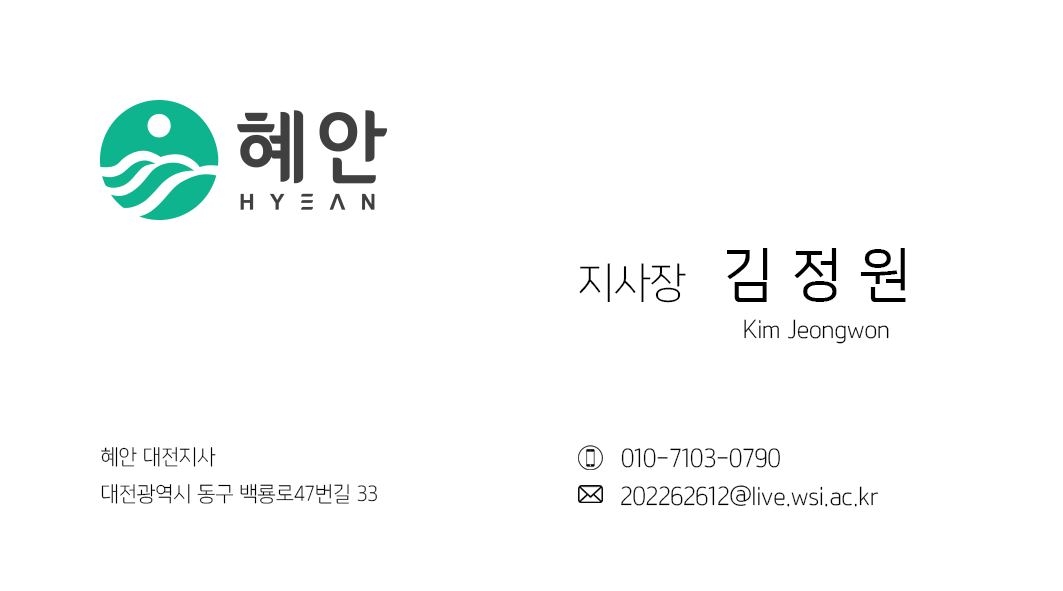 혜안
HYEAN
지사장 김정원
Kim Jeongwon
혜안 대전지사
대전광역시 동구 백룡로47번길 33
010-7103-0790
202262612@live.wsi.ac.kr